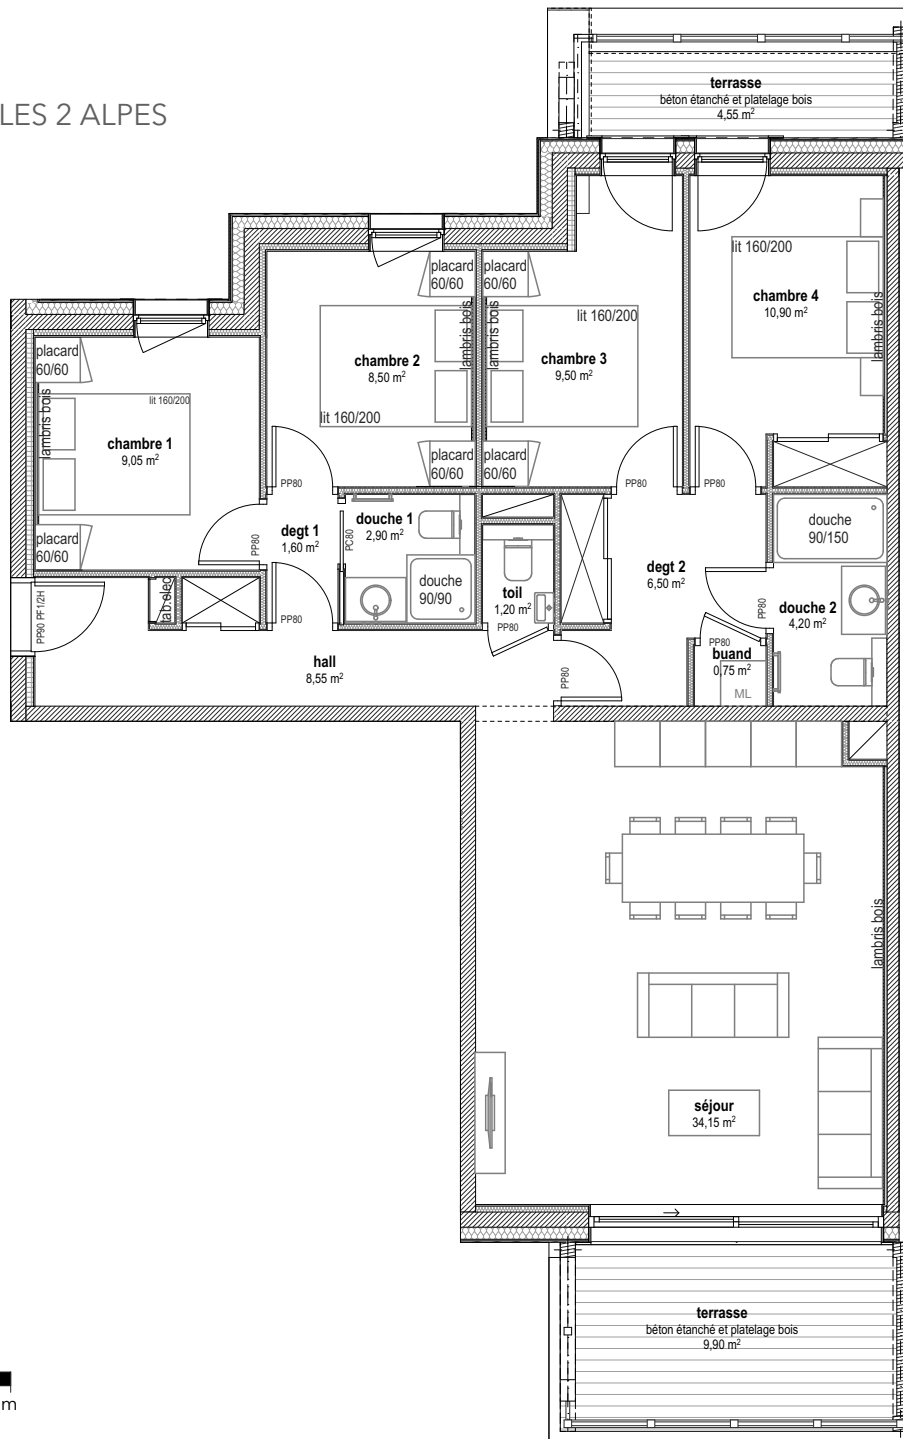 LES 2 ALPES
terrasse
béton étanché et platelage bois
4,55 m²
placard
60/60
placard
60/60
lit 160/200
chambre 4
10,90 m²
lambris bois
lambris bois
lambris bois
lit 160/200
chambre 2
8,50 m²
chambre 3
9,50 m²
lit 160/200
placard
60/60
lambris bois
lit 160/200
chambre 1
9,05 m²
placard
60/60
placard
60/60
placard
60/60
PP80
PP80
PP80
degt 1
1,60 m²
PP80
PC80
douche 1
2,90 m²
douche
90/90
douche
90/150
toil
1,20 m²
PP80
degt 2
6,50 m²
PP80
douche 2
4,20 m²
PP90 PF1/2H
tab.elec
PP80
PP80
buand
0,75 m²
ML
hall
8,55 m²
PP80
lambris bois
séjour
34,15 m²
terrasse
béton étanché et platelage bois
9,90 m²
m